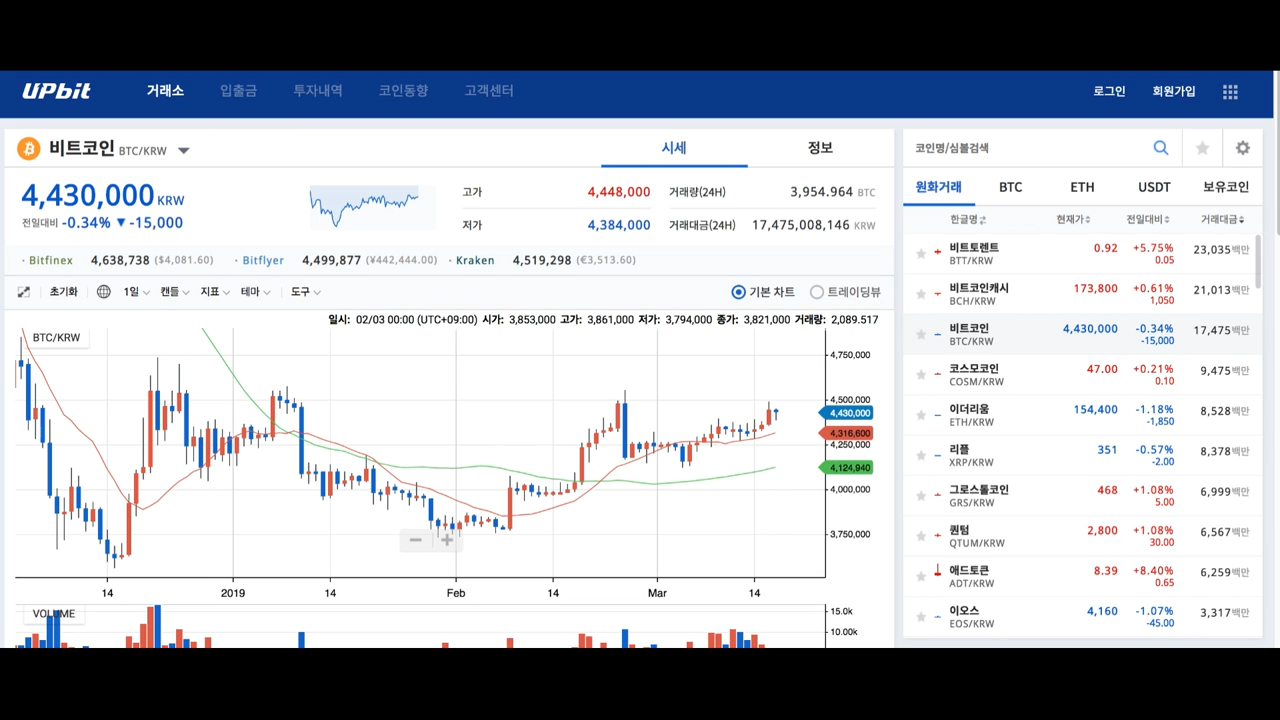 UPbit 거래소 입출금 투자내역 코인동향 고객센터 로그인 회원가입
비트코인 BTC/KRW 시세 정보
4,430,000 KRW
전일대비 -0.34% ▼ -15,000
고가 4,448,000 거래량(24H) 3,954.964 BTC
저가 4,384,000 거래대금(24H) 17,475,008,146 KRW
· Bitfinex 4,638,738 ($4,081.60) · Bitflyer 4,499,877 (¥442,444.00) · Kraken 4,519,298 (€3,513.60)
초기화 1일 캔들 지표 테마 도구 기본 차트 트레이딩뷰
일시: 02/03 00:00 (UTC+09:00) 시가: 3,853,000 고가: 3,861,000 저가: 3,794,000 종가: 3,821,000 거래량: 2,089.517
BTC/KRW
4,750,000
4,500,000
4,430,000
4,316,600
4,250,000
4,124,940
4,000,000
3,750,000
14 2019 14 Feb 14 Mar 14
VOLUME
15.0k
10.00k
코인명/심볼검색
원화거래 BTC ETH USDT 보유코인
한글명 현재가 전일대비 거래대금
비트토렌트 0.92 +5.75% 23,035백만
BTT/KRW 0.05
비트코인캐시 173,800 +0.61% 21,013백만
BCH/KRW 1,050
비트코인 4,430,000 -0.34% 17,475백만
BTC/KRW -15,000
코스모코인 47.00 +0.21% 9,475백만
COSM/KRW 0.10
이더리움 154,400 -1.18% 8,528백만
ETH/KRW -1,850
리플 351 -0.57% 8,378백만
XRP/KRW -2.00
그로스톨코인 468 +1.08% 6,999백만
GRS/KRW 5.00
퀀텀 2,800 +1.08% 6,567백만
QTUM/KRW 30.00
애드토큰 8.39 +8.40% 6,259백만
ADT/KRW 0.65
이오스 4,160 -1.07% 3,317백만
EOS/KRW -45.00